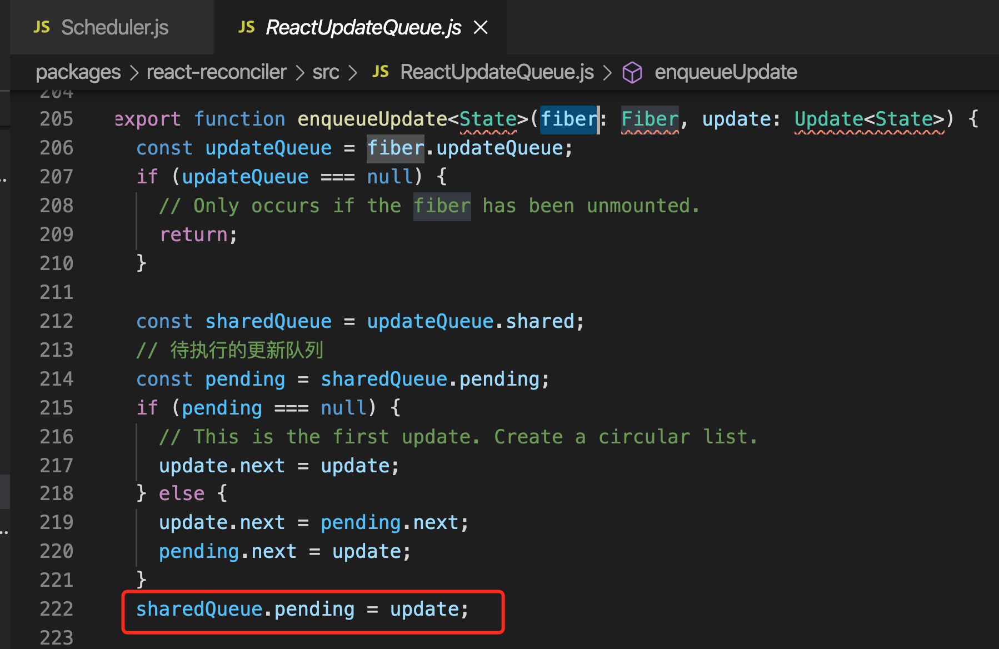 JS Scheduler.js JS ReactUpdateQueue.js
packages > react-reconciler > src > JS ReactUpdateQueue.js > enqueueUpdate
204
205 export function enqueueUpdate<State>(fiber: Fiber, update: Update<State>) {
206 const updateQueue = fiber.updateQueue;
207 if (updateQueue === null) {
208 // Only occurs if the fiber has been unmounted.
209 return;
210 }
211
212 const sharedQueue = updateQueue.shared;
213 // 待执行的更新队列
214 const pending = sharedQueue.pending;
215 if (pending === null) {
216 // This is the first update. Create a circular list.
217 update.next = update;
218 } else {
219 update.next = pending.next;
220 pending.next = update;
221 }
222 sharedQueue.pending = update;
223